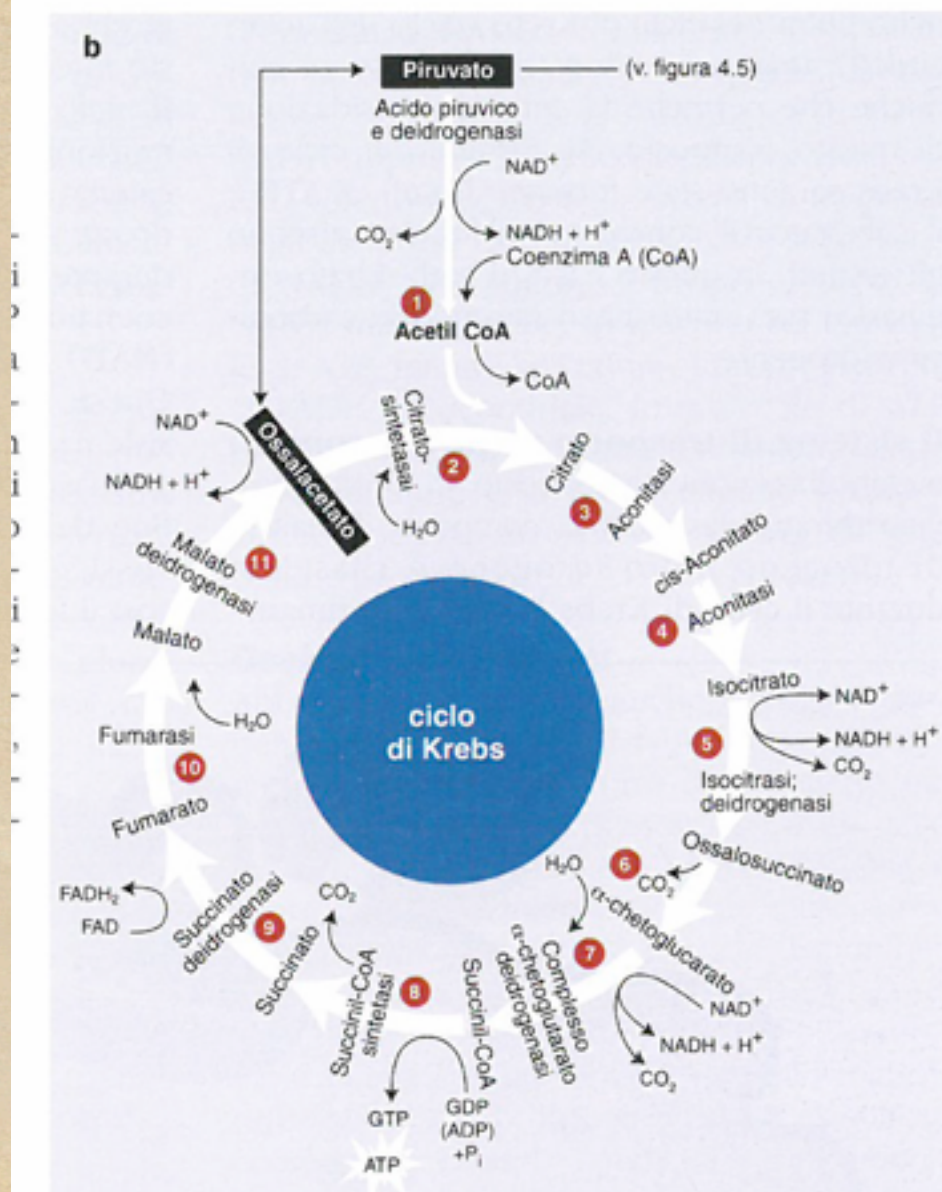 b
Piruvato
(v. figura 4.5)
Acido piruvico
e deidrogenasi
NAD⁺
CO₂
NADH + H⁺
Coenzima A (CoA)
1
Acetil CoA
CoA
Ossalacetato
Citrato-
sintetasai
2
H₂O
Citrato
3
Aconitasi
cis-Aconitato
4
Aconitasi
Isocitrato
NAD⁺
NADH + H⁺
CO₂
5
Isocitrasi;
deidrogenasi
Ossalosuccinato
6
CO₂
H₂O
α-chetoglucarato
7
Complesso
α-chetoglutarato
deidrogenasi
NAD⁺
NADH + H⁺
CO₂
Succinil-CoA
8
GDP
(ADP)
+Pᵢ
GTP
ATP
Succinil-CoA
sintetasi
CO₂
Succinato
9
Succinato
deidrogenasi
FADH₂
FAD
Fumarato
10
Fumarasi
H₂O
Malato
11
Malato
deidrogenasi
NAD⁺
NADH + H⁺
ciclo
di Krebs